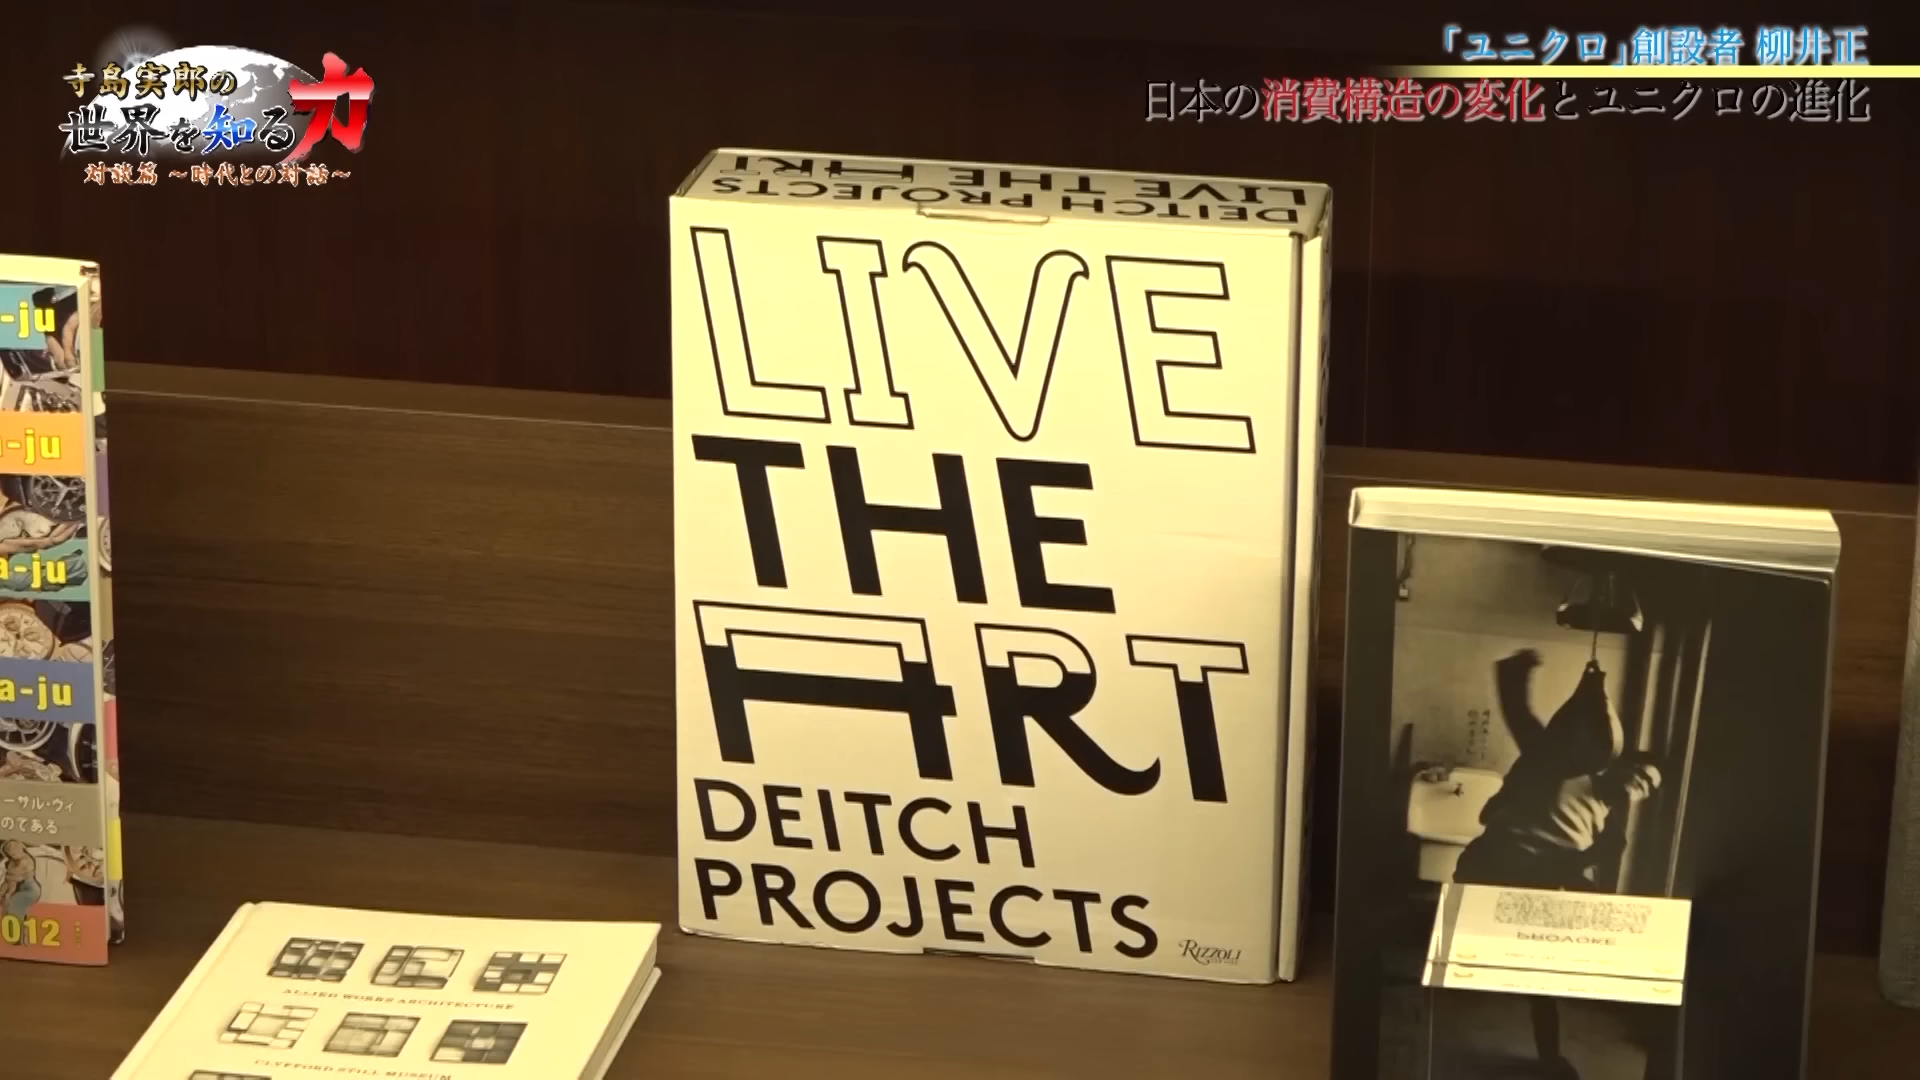 寺島実郎の
世界を知る力
対談篇 ～時代との対話～
「ユニクロ」創設者 柳井正
日本の消費構造の変化とユニクロの進化
LIVE THE ART
DEITCH PROJECTS
LIVE
THE
ART
DEITCH
PROJECTS
RIZZOLI
-ju
-ju
a-ju
a-ju
ーサル・ウィ
のである
012
ALLIED WORKS ARCHITECTURE
CLYFFORD STILL MUSEUM
PROVOKE